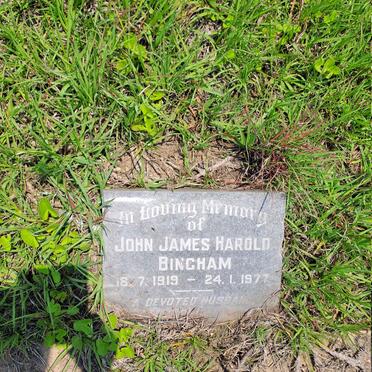 In Loving Memory
of
JOHN JAMES HAROLD
BINGHAM
18.7.1919 – 24.1.1977
A DEVOTED HUSBAND